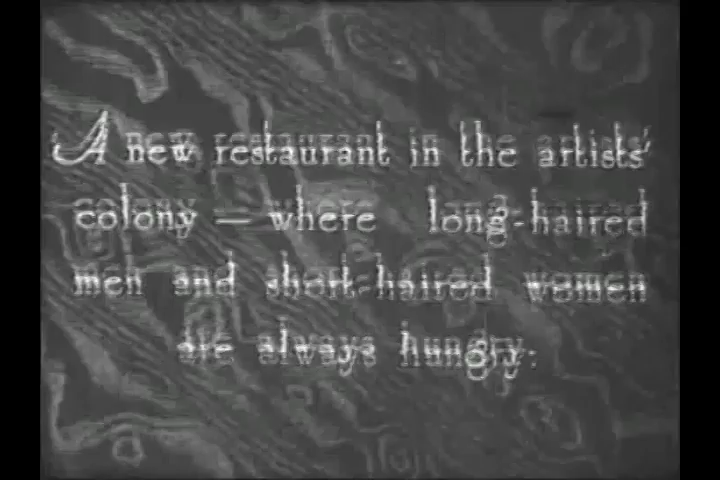 A new restaurant in the artists'
colony — where long-haired
men and short-haired women
are always hungry.